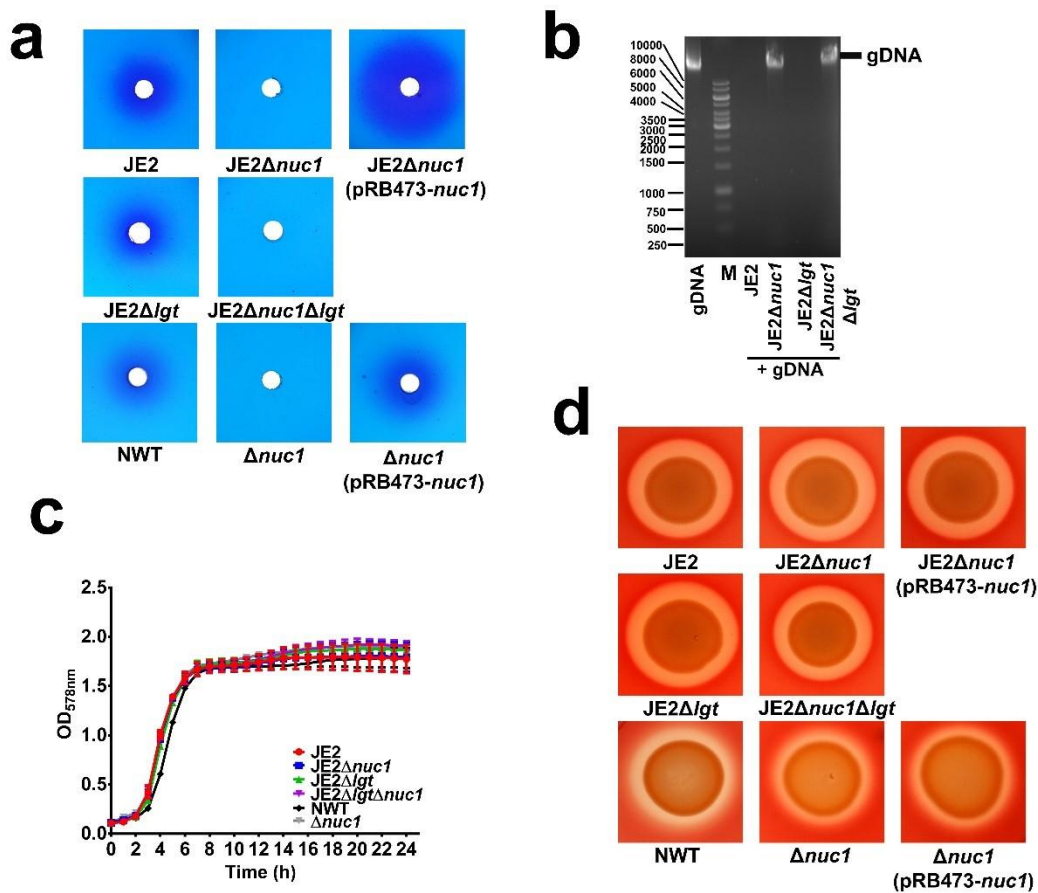 a
JE2
JE2Δnuc1
JE2Δnuc1
(pRB473-nuc1)
JE2Δlgt
JE2Δnuc1Δlgt
NWT
Δnuc1
Δnuc1
(pRB473-nuc1)
b
10000
8000
6000
5000
4000
3500
3000
2500
2000
1500
1000
750
500
250
gDNA
gDNA
M
JE2
JE2Δnuc1
JE2Δlgt
JE2Δnuc1
Δlgt
+ gDNA
c
OD578nm
2.5
2.0
1.5
1.0
0.5
0.0
JE2
JE2Δnuc1
JE2Δlgt
JE2ΔlgtΔnuc1
NWT
Δnuc1
0 2 4 6 8 10 12 14 16 18 20 22 24
Time (h)
d
JE2
JE2Δnuc1
JE2Δnuc1
(pRB473-nuc1)
JE2Δlgt
JE2Δnuc1Δlgt
NWT
Δnuc1
Δnuc1
(pRB473-nuc1)